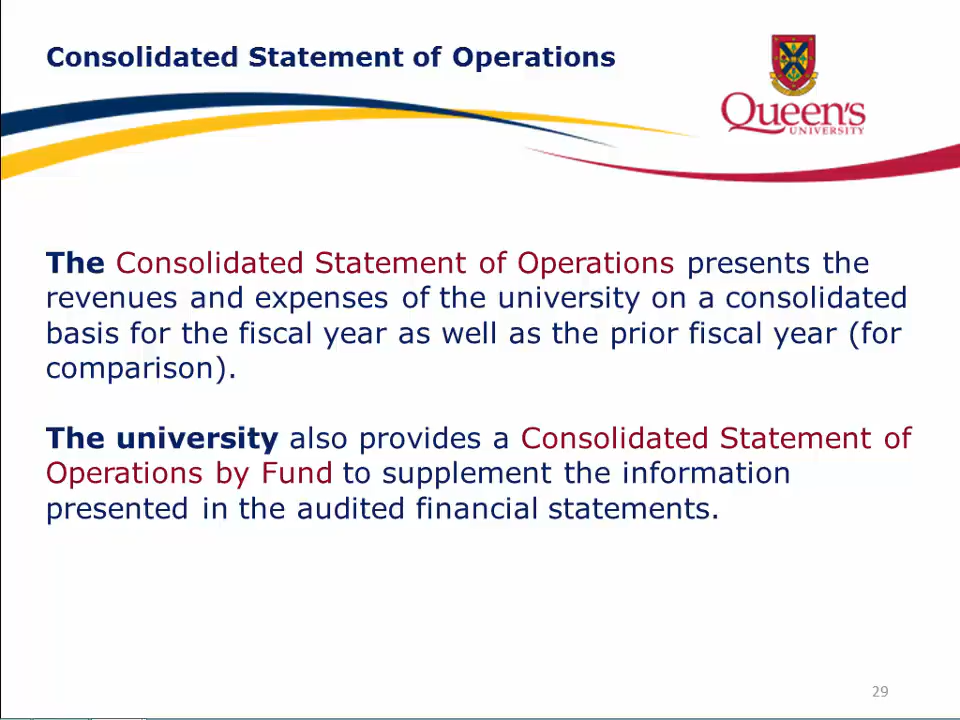 Consolidated Statement of Operations
Queen's
UNIVERSITY
The Consolidated Statement of Operations presents the
revenues and expenses of the university on a consolidated
basis for the fiscal year as well as the prior fiscal year (for
comparison).
The university also provides a Consolidated Statement of
Operations by Fund to supplement the information
presented in the audited financial statements.
29